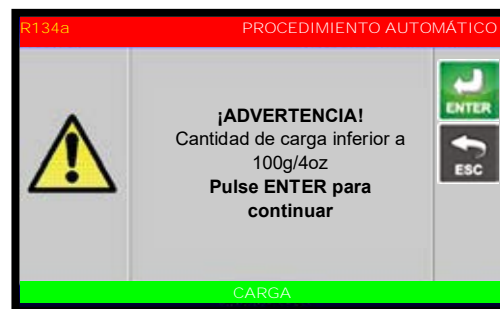 R134a PROCEDIMIENTO AUTOMÁTICO
¡ADVERTENCIA!
Cantidad de carga inferior a
100g/4oz
Pulse ENTER para
continuar
ENTER
ESC
CARGA